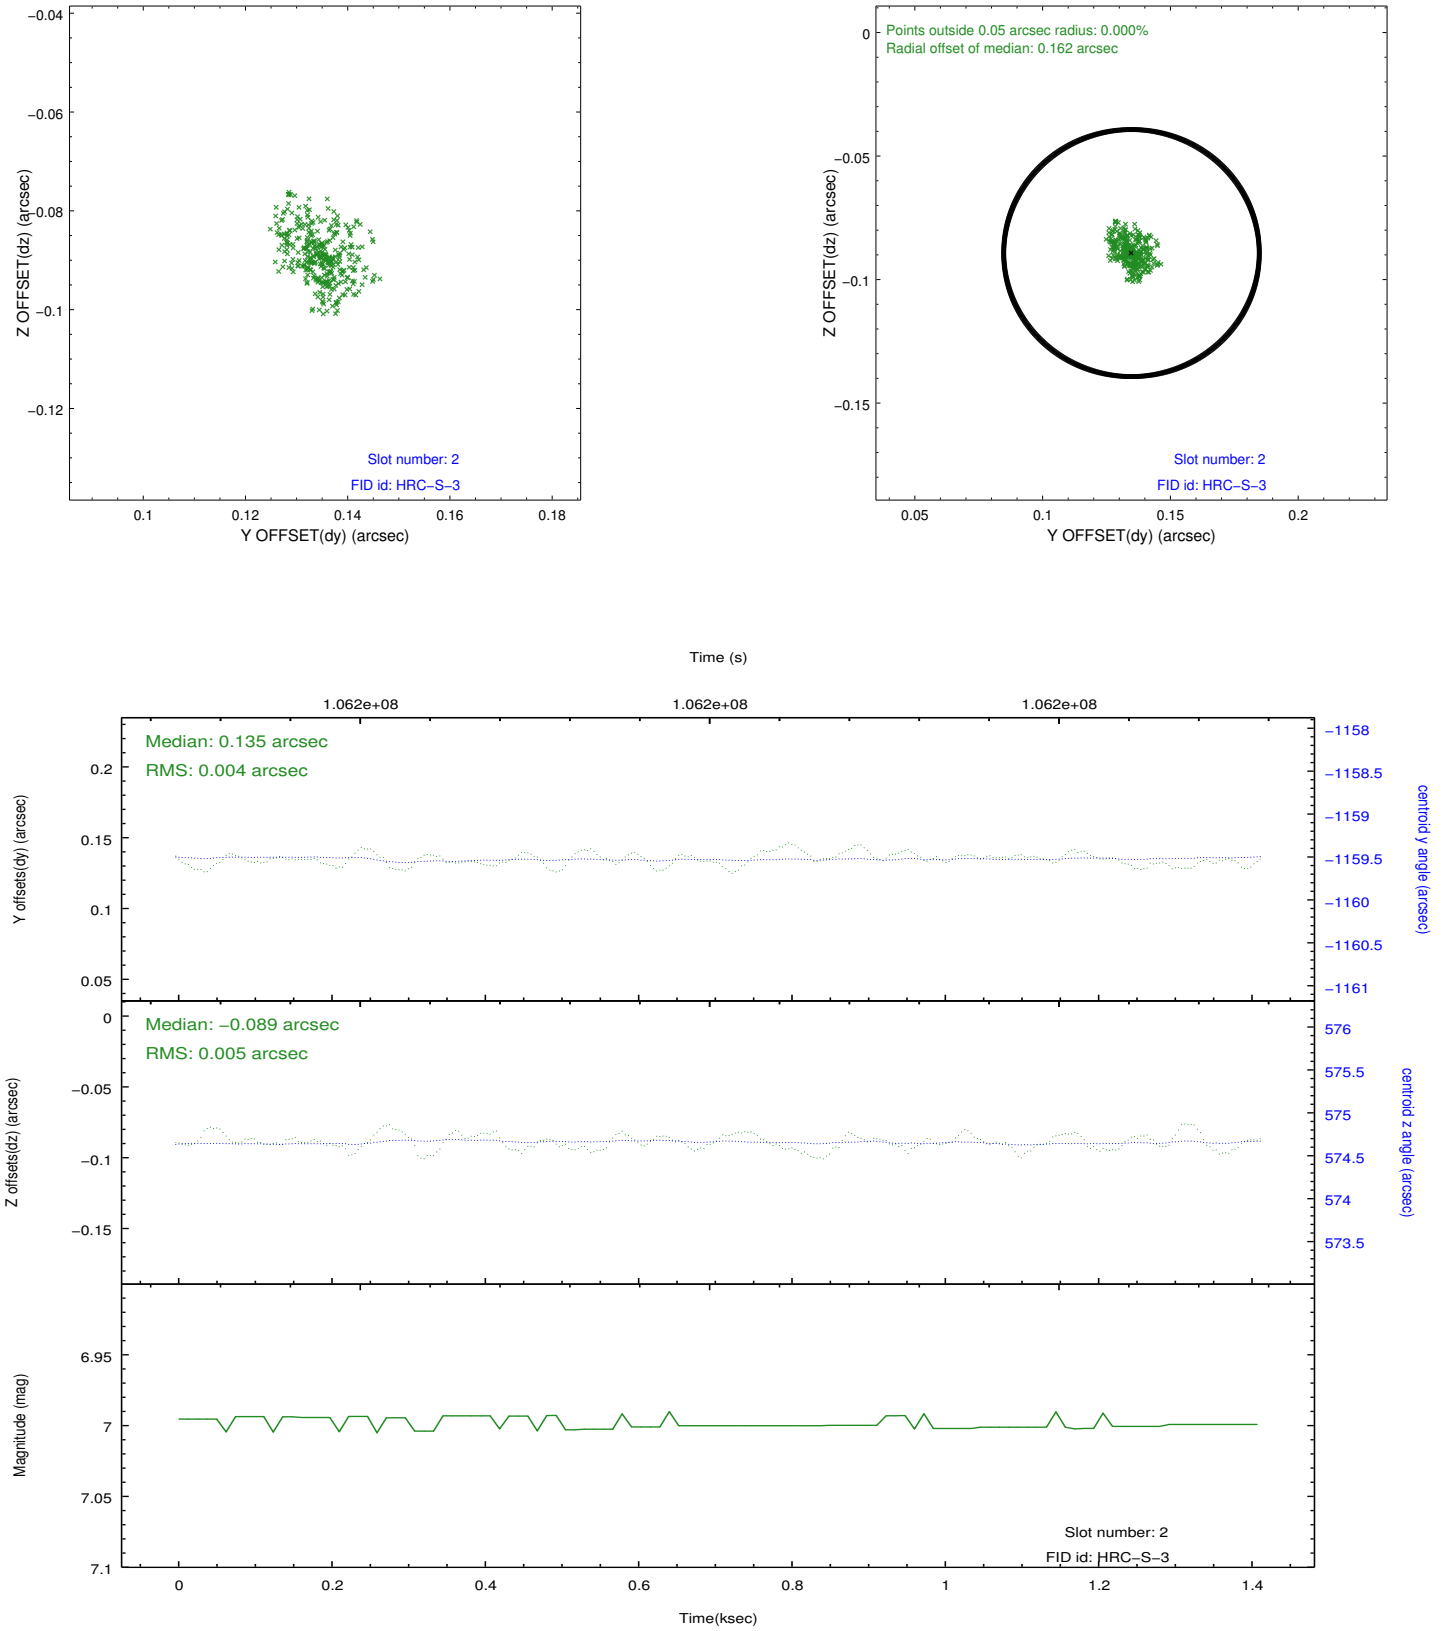 −0.04
−0.06
−0.08
−0.1
−0.12
Z OFFSET(dz) (arcsec)
Slot number: 2
FID id: HRC−S−3
0.1
0.12
0.14
0.16
0.18
Y OFFSET(dy) (arcsec)
Points outside 0.05 arcsec radius: 0.000%
Radial offset of median: 0.162 arcsec
0
−0.05
−0.1
−0.15
Z OFFSET(dz) (arcsec)
Slot number: 2
FID id: HRC−S−3
0.05
0.1
0.15
0.2
Y OFFSET(dy) (arcsec)
Time (s)
1.062e+08
1.062e+08
1.062e+08
Median: 0.135 arcsec
RMS: 0.004 arcsec
0.2
0.15
0.1
0.05
Y offsets(dy) (arcsec)
−1158
−1158.5
−1159
−1159.5
−1160
−1160.5
−1161
centroid y angle (arcsec)
Median: −0.089 arcsec
RMS: 0.005 arcsec
0
−0.05
−0.1
−0.15
Z offsets(dz) (arcsec)
576
575.5
575
574.5
574
573.5
centroid z angle (arcsec)
6.95
7
7.05
7.1
Magnitude (mag)
Slot number: 2
FID id: HRC−S−3
0
0.2
0.4
0.6
0.8
1
1.2
1.4
Time(ksec)